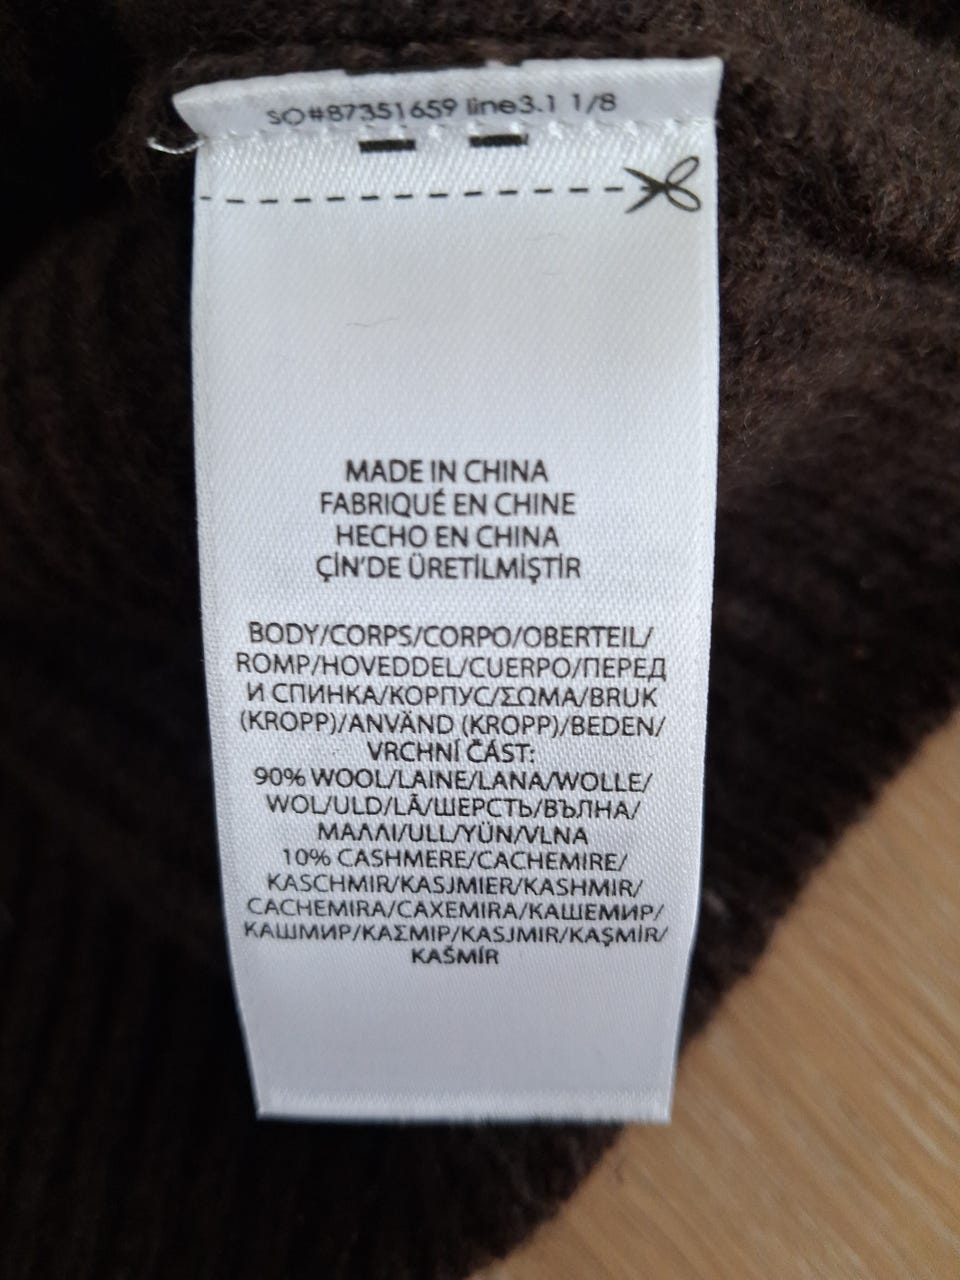 SO#87351659 line3.1 1/8
MADE IN CHINA
FABRIQUÉ EN CHINE
HECHO EN CHINA
ÇİN'DE ÜRETİLMİŞTİR
BODY/CORPS/CORPO/OBERTEIL/
ROMP/HOVEDDEL/CUERPO/ПЕРЕД
И СПИНКА/КОРПУС/ΣΩΜΑ/BRUK
(KROPP)/ANVÄND (KROPP)/BEDEN/
VRCHNÍ ČÁST:
90% WOOL/LAINE/LANA/WOLLE/
WOL/ULD/LÃ/ШЕРСТЬ/ВЪЛНА/
ΜΑΛΛΙ/ULL/YÜN/VLNA
10% CASHMERE/CACHEMIRE/
KASCHMIR/KASJMIER/KASHMIR/
CACHEMIRA/CAXEMIRA/КАШЕМИР/
КАШМИР/ΚΑΣΜΙΡ/KASJMIR/KAŞMİR/
KAŠMÍR